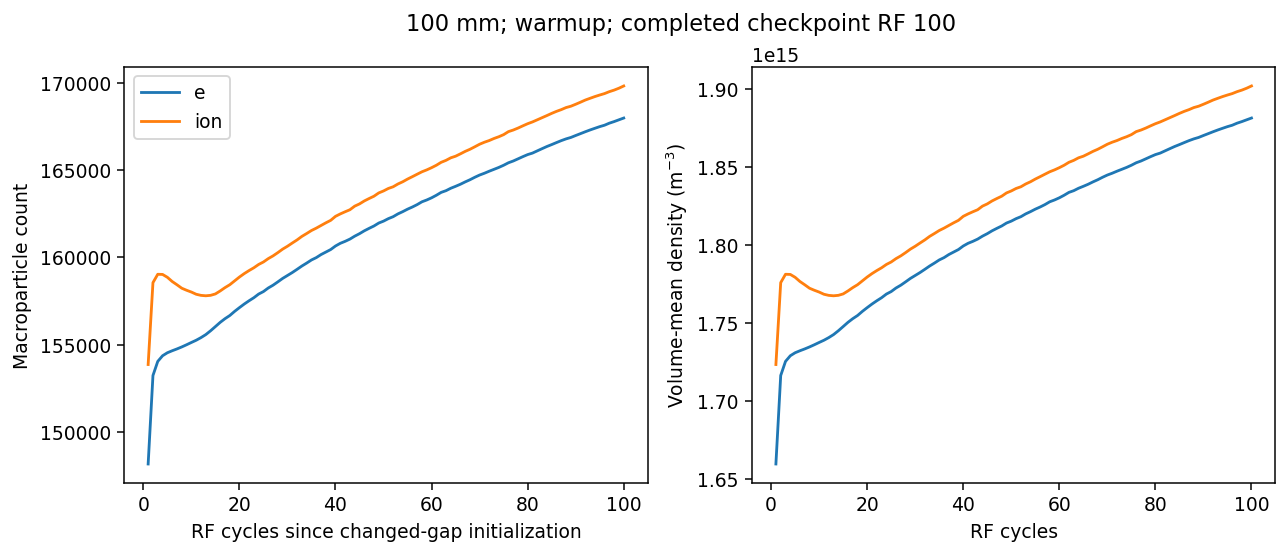 100 mm; warmup; completed checkpoint RF 100
e
ion
Macroparticle count
170000
165000
160000
155000
150000
0 20 40 60 80 100
RF cycles since changed-gap initialization
1e15
Volume-mean density (m⁻³)
1.90
1.85
1.80
1.75
1.70
1.65
0 20 40 60 80 100
RF cycles